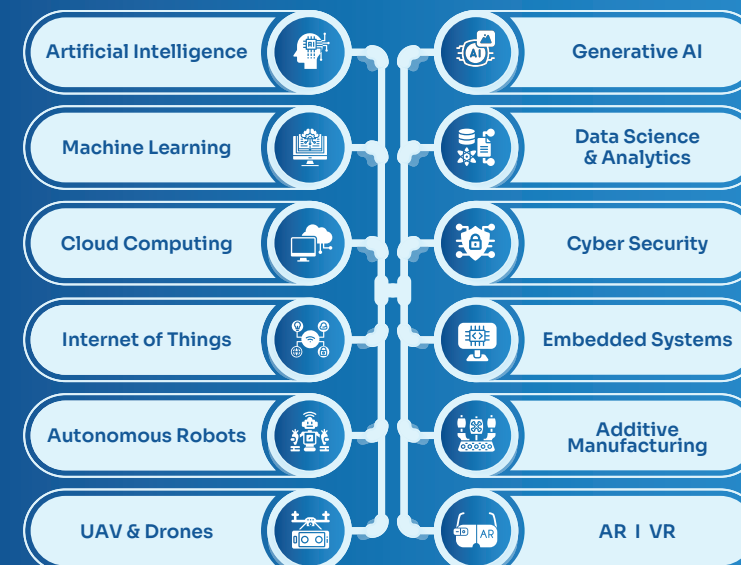 Artificial Intelligence
Generative AI
Machine Learning
Data Science
& Analytics
Cloud Computing
Cyber Security
Internet of Things
Embedded Systems
Autonomous Robots
Additive
Manufacturing
UAV & Drones
AR I VR
AI
AI
AR